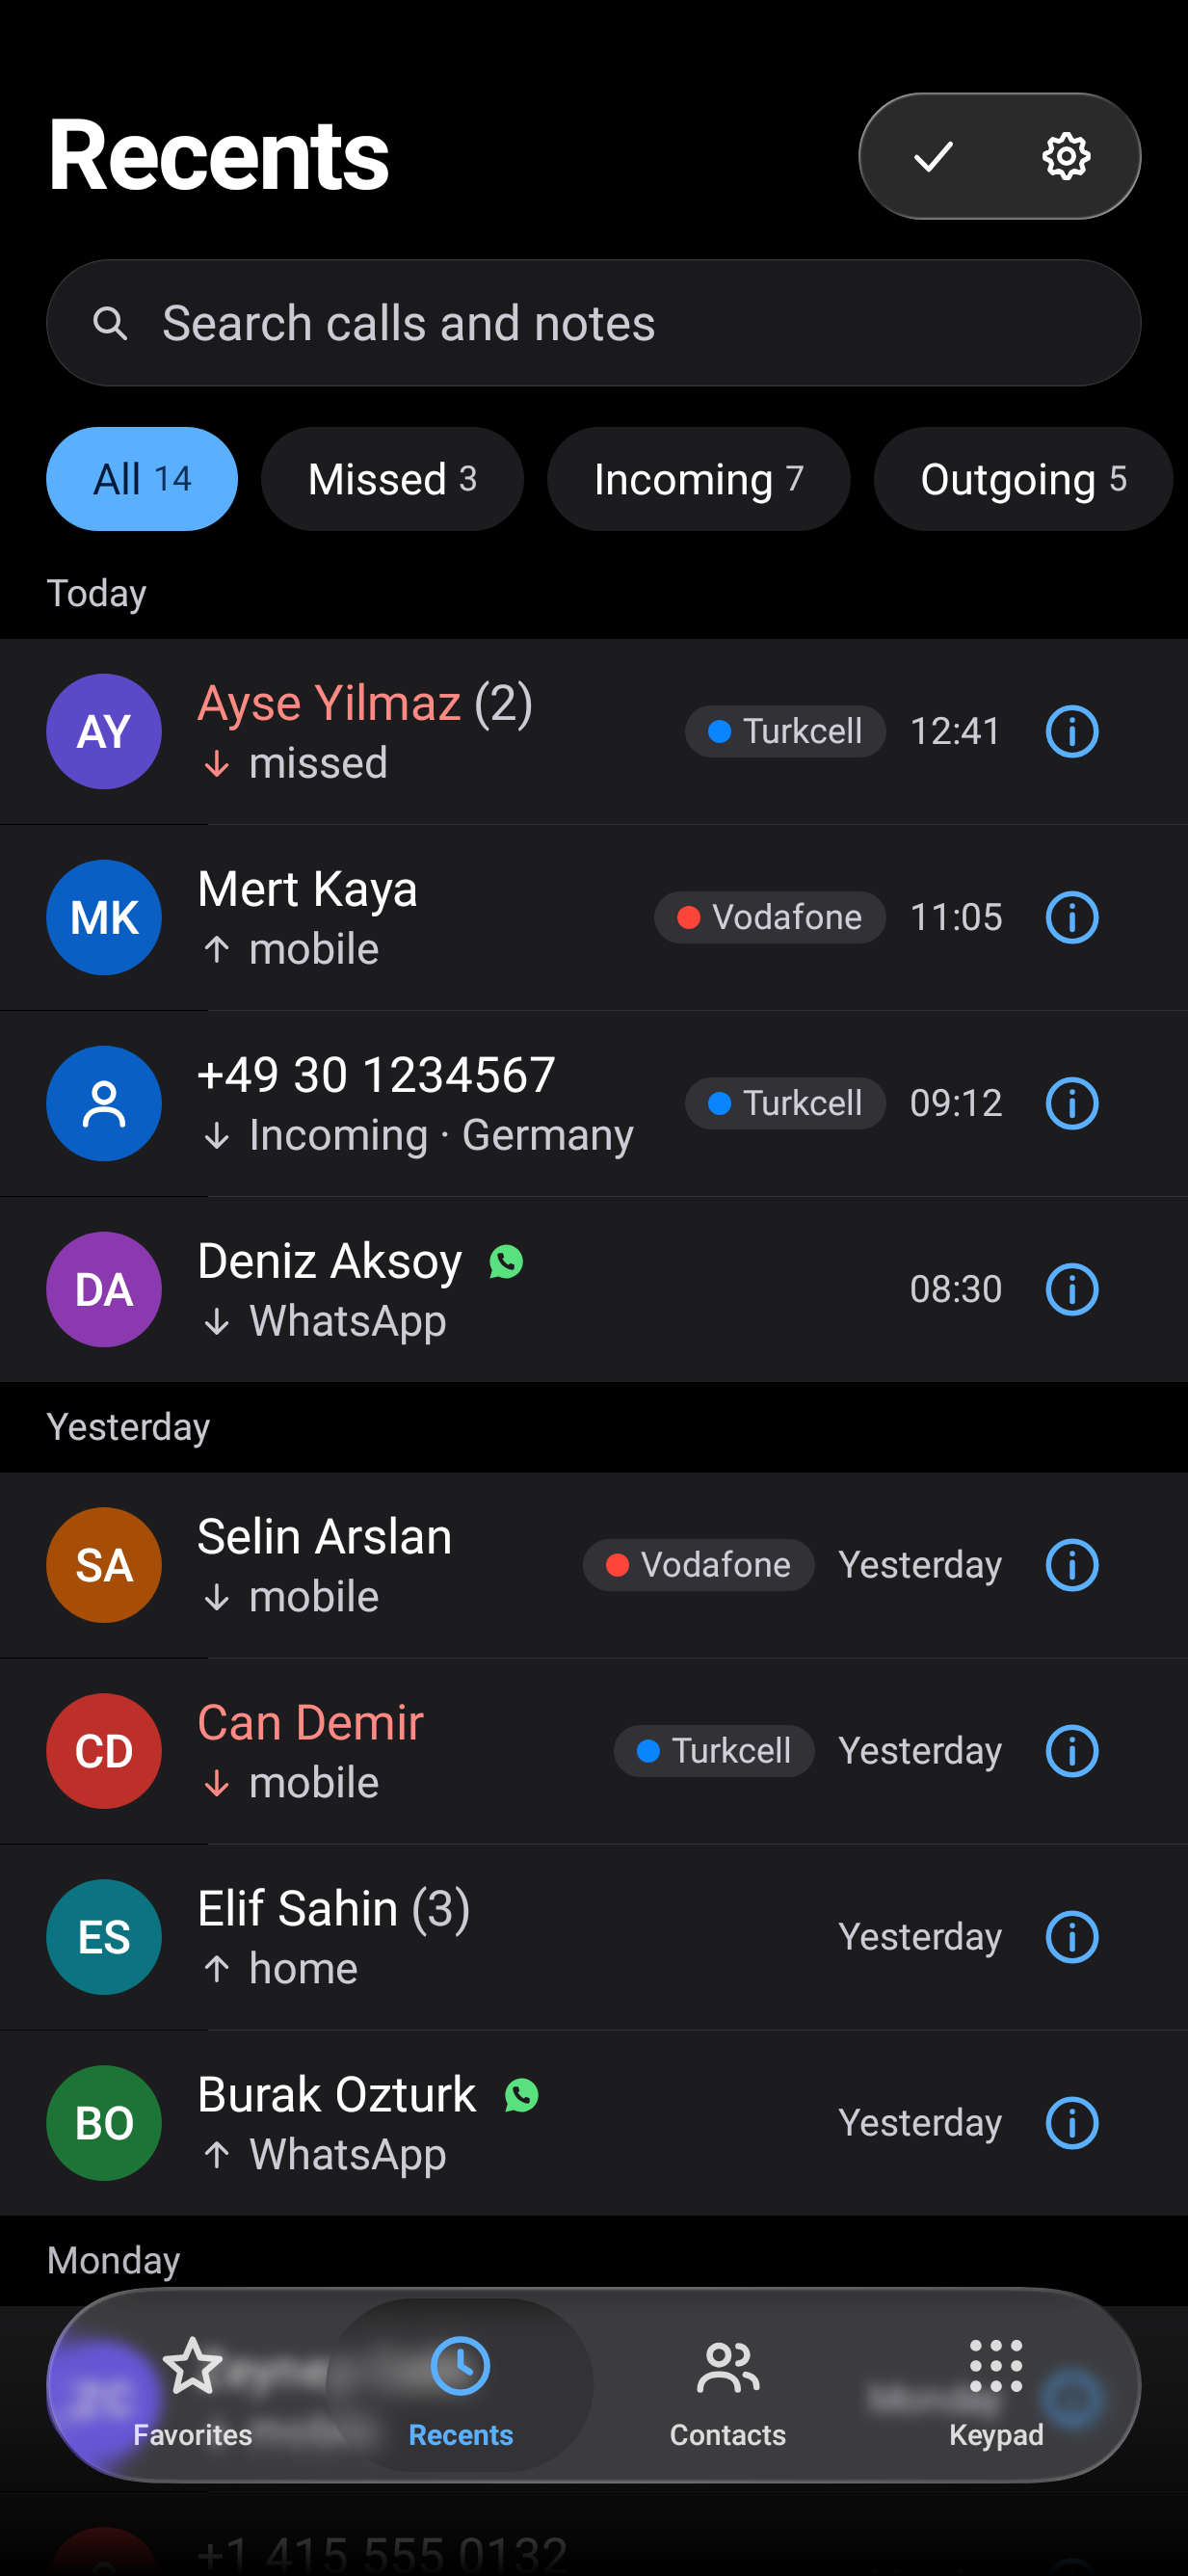 Recents
Search calls and notes
All 14
Missed 3
Incoming 7
Outgoing 5
Today
AY
Ayse Yilmaz (2)
missed
Turkcell
12:41
MK
Mert Kaya
mobile
Vodafone
11:05
+49 30 1234567
Incoming · Germany
Turkcell
09:12
DA
Deniz Aksoy
WhatsApp
08:30
Yesterday
SA
Selin Arslan
mobile
Vodafone
Yesterday
CD
Can Demir
mobile
Turkcell
Yesterday
ES
Elif Sahin (3)
home
Yesterday
BO
Burak Ozturk
WhatsApp
Yesterday
Monday
Monday
Favorites
Recents
Contacts
Keypad
+1 415 555 0132